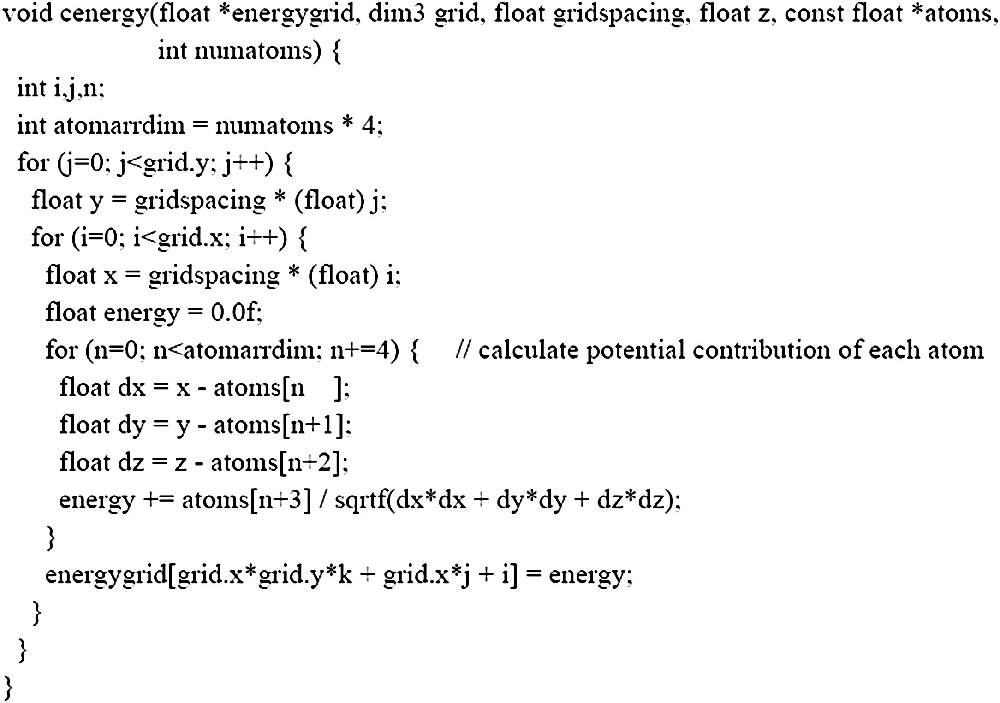 void cenergy(float *energygrid, dim3 grid, float gridspacing, float z, const float *atoms,
int numatoms) {
int i,j,n;
int atomarrdim = numatoms * 4;
for (j=0; j<grid.y; j++) {
float y = gridspacing * (float) j;
for (i=0; i<grid.x; i++) {
float x = gridspacing * (float) i;
float energy = 0.0f;
for (n=0; n<atomarrdim; n+=4) {    // calculate potential contribution of each atom
float dx = x - atoms[n   ];
float dy = y - atoms[n+1];
float dz = z - atoms[n+2];
energy += atoms[n+3] / sqrtf(dx*dx + dy*dy + dz*dz);
}
energygrid[grid.x*grid.y*k + grid.x*j + i] = energy;
}
}
}